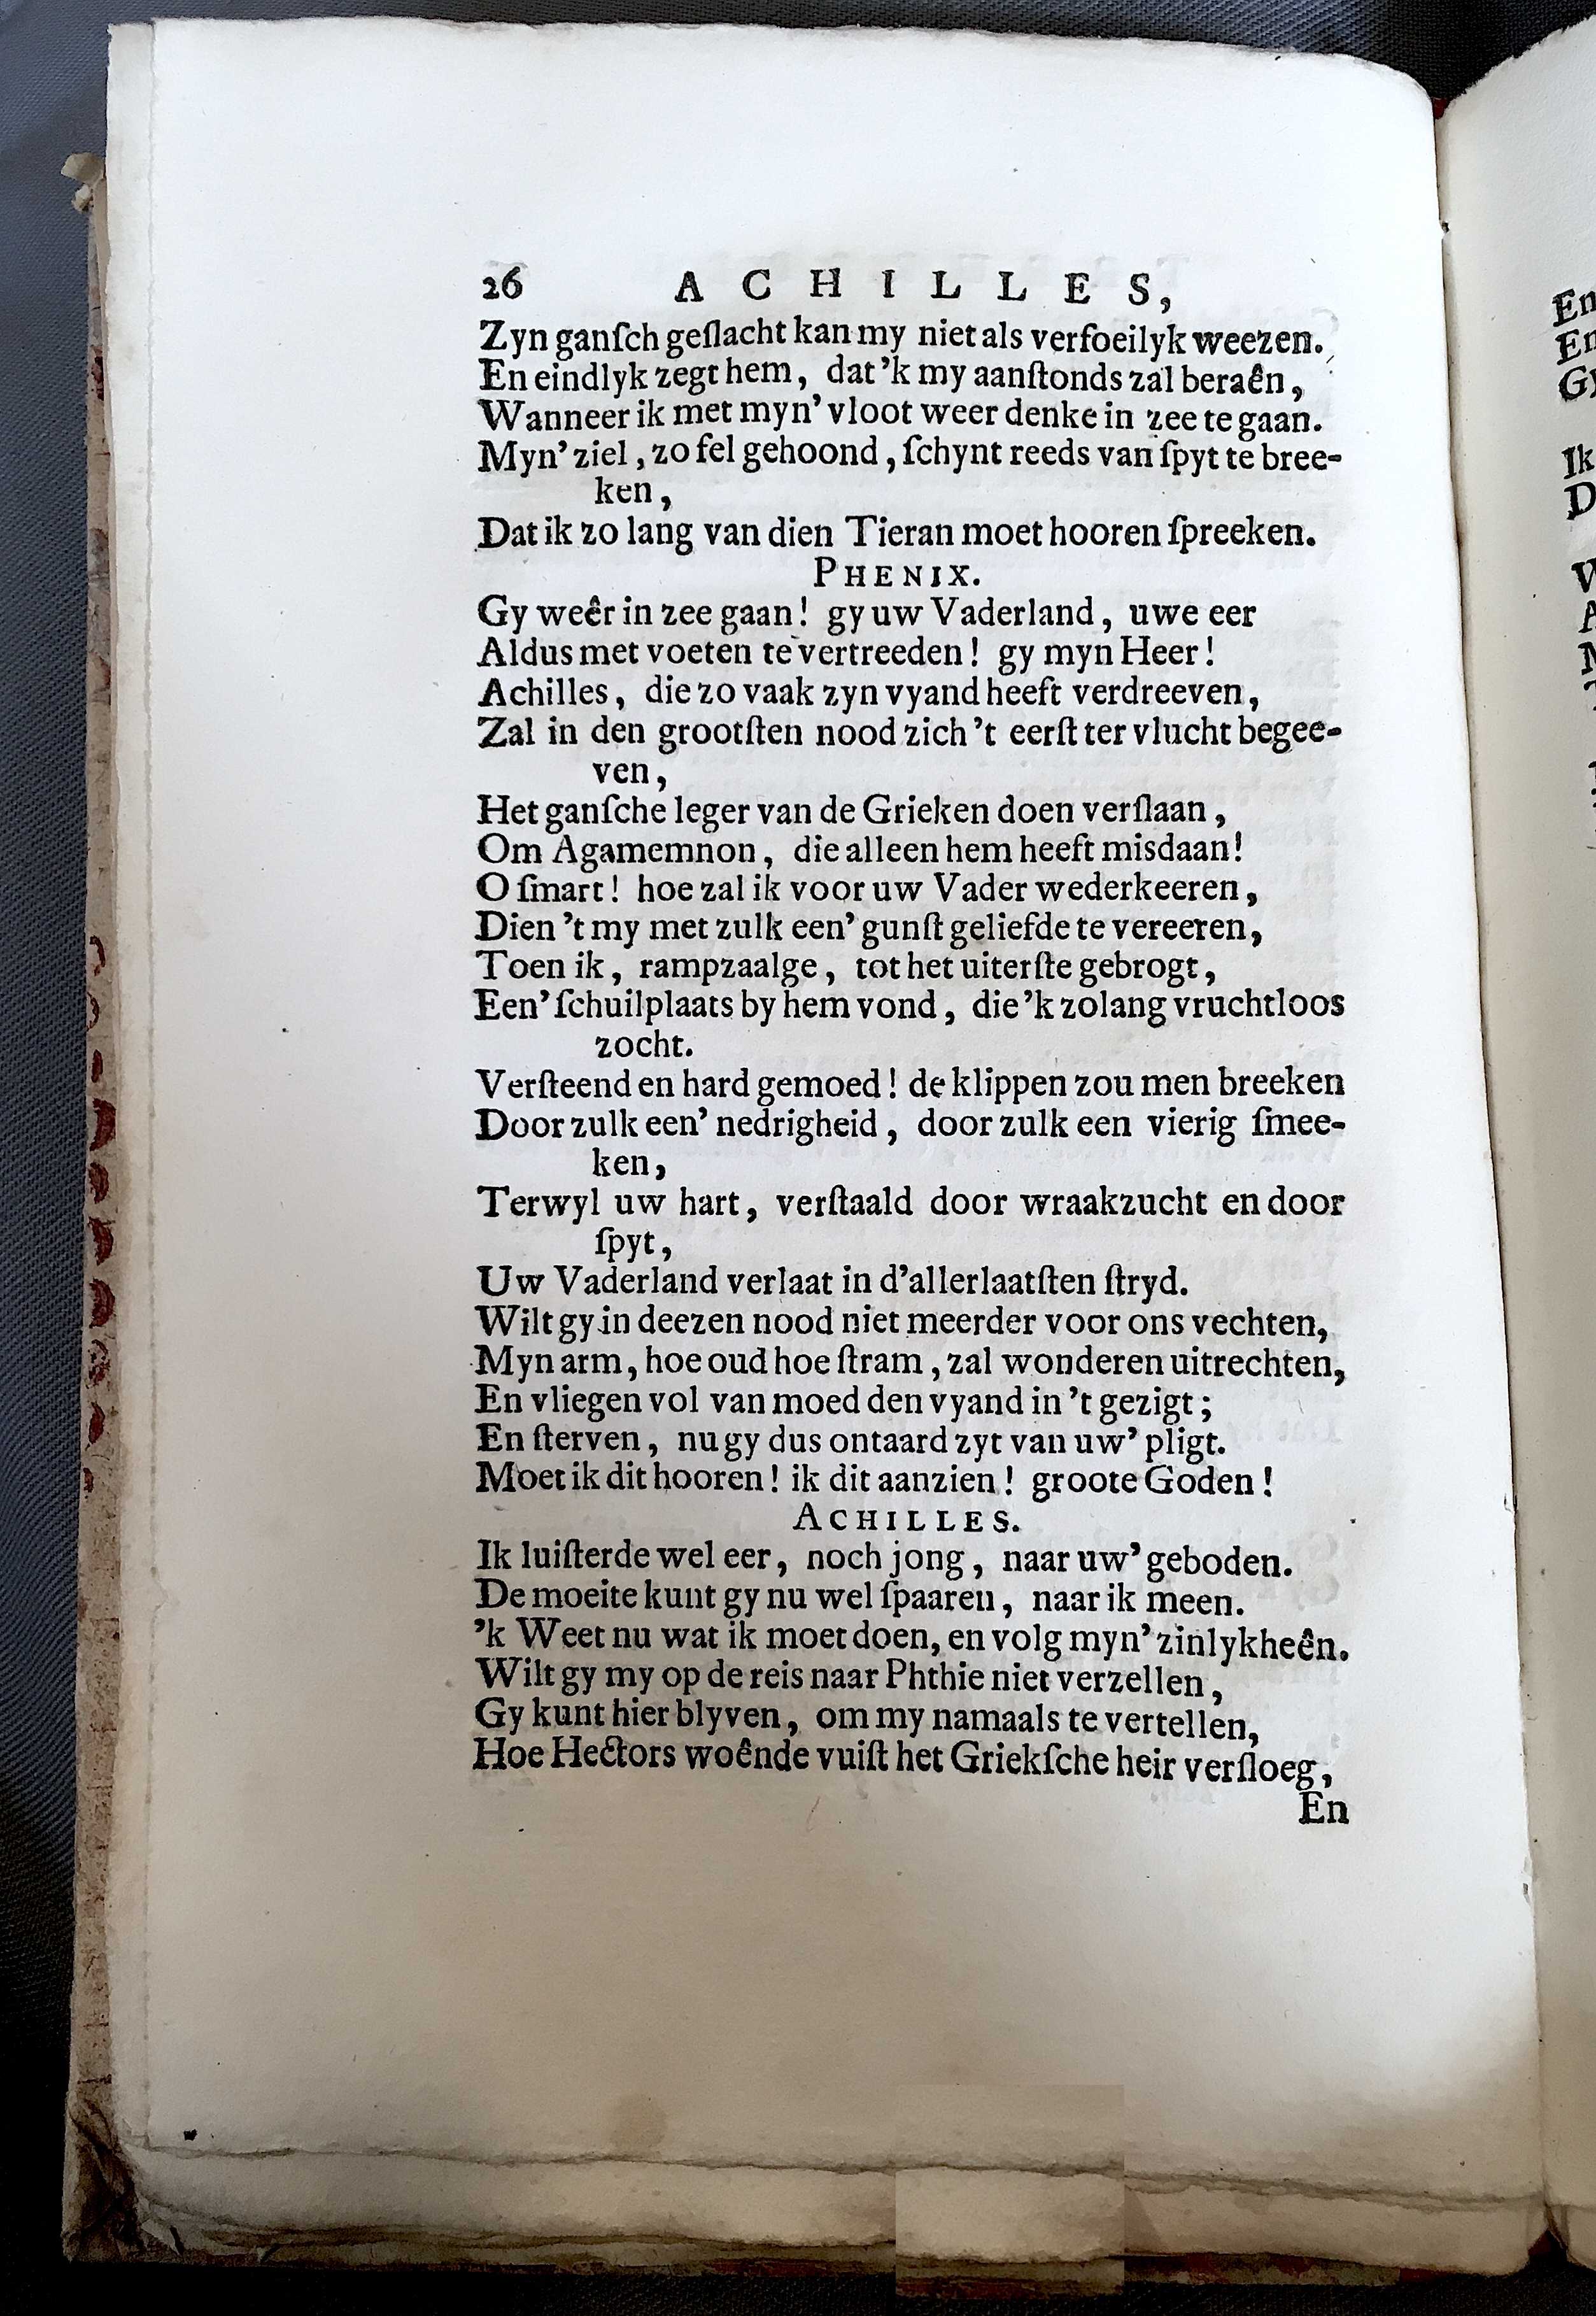 26 ACHILLES,
Zyn ganſch geſlacht kan my niet als verfoeilyk weezen.
En eindlyk zegt hem, dat 'k my aanſtonds zal beraên,
Wanneer ik met myn' vloot weer denke in zee te gaan.
Myn' ziel, zo fel gehoond, ſchynt reeds van ſpyt te bree-
ken,
Dat ik zo lang van dien Tieran moet hooren ſpreeken.
PHENIX.
Gy weêr in zee gaan! gy uw Vaderland, uwe eer
Aldus met voeten te vertreeden! gy myn Heer!
Achilles, die zo vaak zyn vyand heeft verdreeven,
Zal in den grootſten nood zich 't eerſt ter vlucht begee-
ven,
Het ganſche leger van de Grieken doen verſlaan,
Om Agamemnon, die alleen hem heeft misdaan!
O ſmart! hoe zal ik voor uw Vader wederkeeren,
Dien 't my met zulk een' gunſt geliefde te vereeren,
Toen ik, rampzaalge, tot het uiterſte gebrogt,
Een' ſchuilplaats by hem vond, die 'k zolang vruchtloos
zocht.
Verſteend en hard gemoed! de klippen zou men breeken
Door zulk een' nedrigheid, door zulk een vierig ſmee-
ken,
Terwyl uw hart, verſtaald door wraakzucht en door
ſpyt,
Uw Vaderland verlaat in d'allerlaatſten ſtryd.
Wilt gy in deezen nood niet meerder voor ons vechten,
Myn arm, hoe oud hoe ſtram, zal wonderen uitrechten,
En vliegen vol van moed den vyand in 't gezigt;
En ſterven, nu gy dus ontaard zyt van uw' pligt.
Moet ik dit hooren! ik dit aanzien! groote Goden!
ACHILLES.
Ik luiſterde wel eer, noch jong, naar uw' geboden.
De moeite kunt gy nu wel ſpaaren, naar ik meen.
'k Weet nu wat ik moet doen, en volg myn' zinlykheên.
Wilt gy my op de reis naar Phthie niet verzellen,
Gy kunt hier blyven, om my namaals te vertellen,
Hoe Hectors woênde vuiſt het Griekſche heir verſloeg,
En